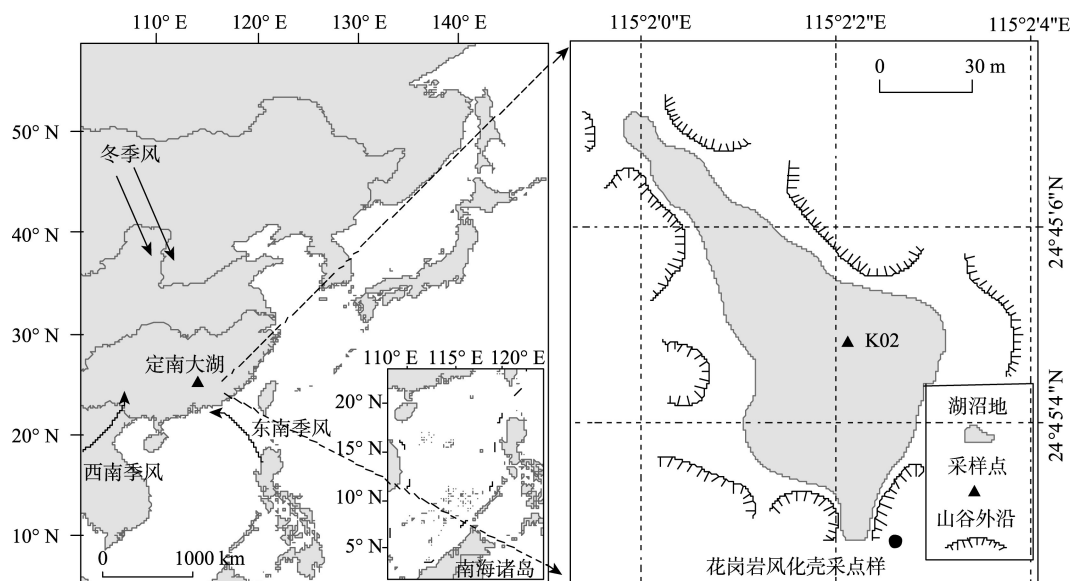 110° E 120° E 130° E 140° E
50° N
40° N
30° N
20° N
10° N
冬季风
定南大湖
东南季风
西南季风
0 1000 km
110° E 115° E 120° E
20° N
15° N
10° N
5° N
南海诸岛
115°2'0"E 115°2'2"E 115°2'4"E
0 30 m
24°45'6"N
24°45'4"N
K02
湖沼地
采样点
山谷外沿
花岗岩风化壳采点样